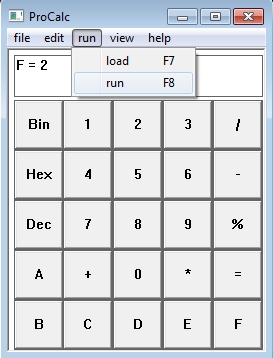 ProCalc
file edit run view help
F = 2
load F7
run F8
Bin 1 2 3 /
Hex 4 5 6 -
Dec 7 8 9 %
A + 0 * =
B C D E F